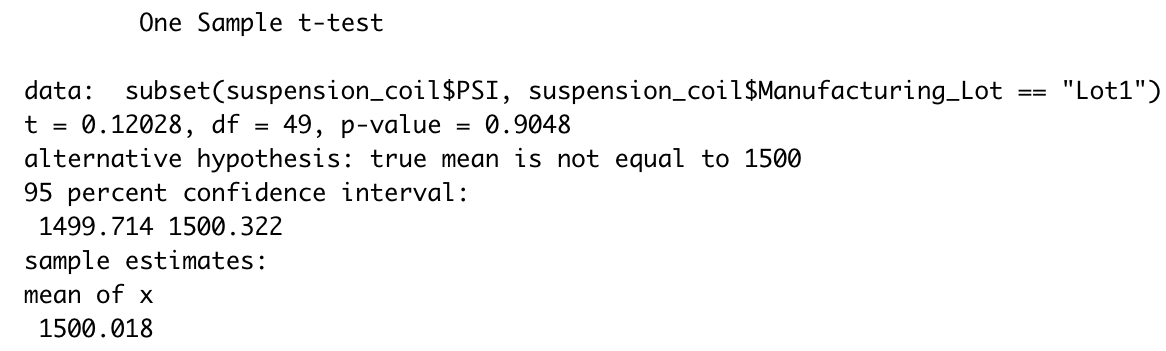 One Sample t-test
data:  subset(suspension_coil$PSI, suspension_coil$Manufacturing_Lot == "Lot1")
t = 0.12028, df = 49, p-value = 0.9048
alternative hypothesis: true mean is not equal to 1500
95 percent confidence interval:
1499.714 1500.322
sample estimates:
mean of x
1500.018